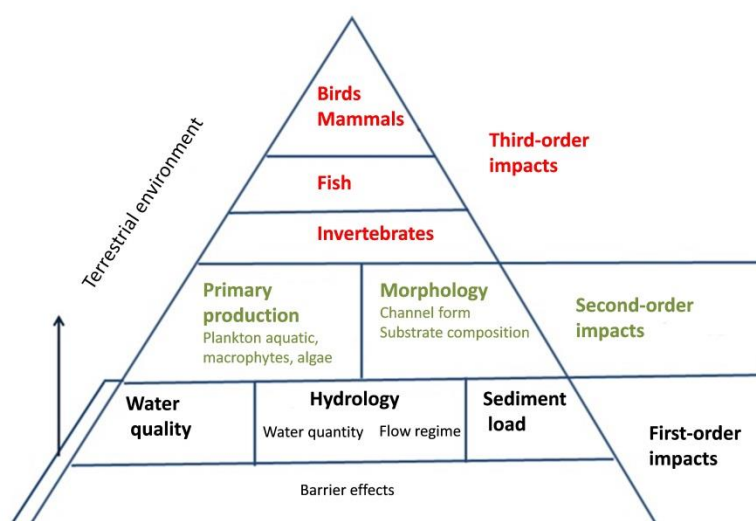 Birds
Mammals
Third-order
impacts
Fish
Invertebrates
Terrestrial environment
Primary
production
Plankton aquatic,
macrophytes, algae
Morphology
Channel form
Substrate composition
Second-order
impacts
Water
quality
Hydrology
Water quantity Flow regime
Sediment
load
First-order
impacts
Barrier effects